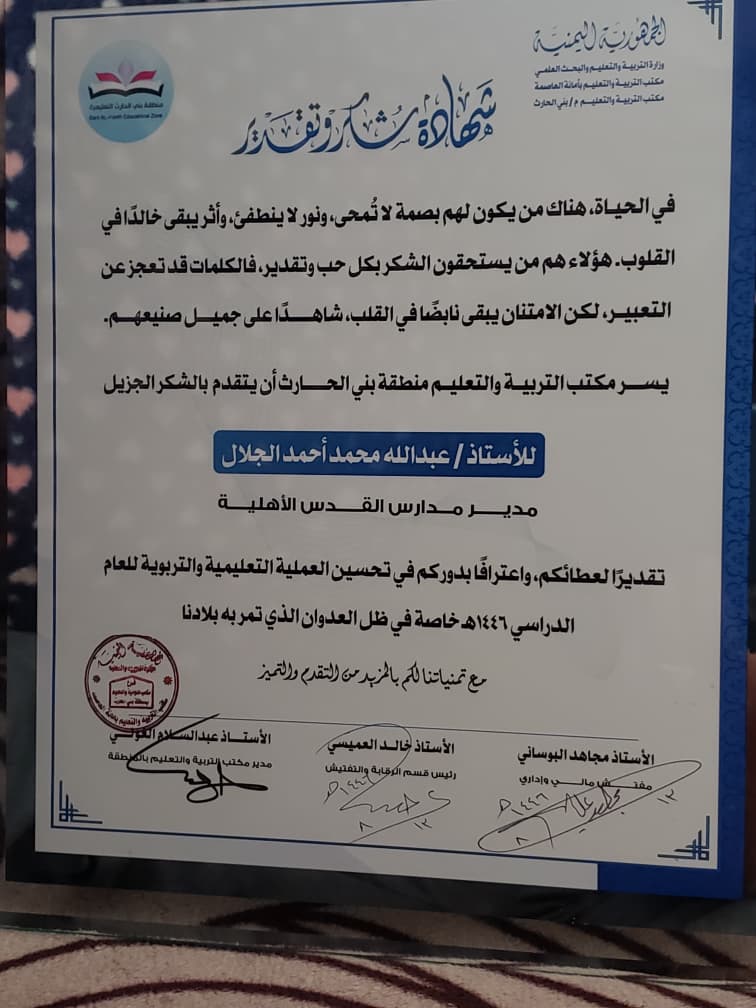 الجمهورية اليمنية
وزارة التربية والتعليم والبحث العلمي
مكتب التربية والتعليم بأمانة العاصمة
مكتب التربية والتعليم م/ بني الحارث
منطقة بني الحارث التعليمية
Bani AL-Harith Educational Zone
شهادة شكر وتقدير
في الحياة، هناك من يكون لهم بصمة لا تُمحى، ونور لا ينطفئ، وأثر يبقى خالدًا في
القلوب. هؤلاء هم من يستحقون الشكر بكل حب وتقدير، فالكلمات قد تعجز عن
التعبير، لكن الامتنان يبقى نابضًا في القلب، شاهدًا على جميل صنيعهم.
يسر مكتب التربية والتعليم منطقة بني الحارث أن يتقدم بالشكر الجزيل
للأستاذ / عبدالله محمد أحمد الجلال
مدير مدارس القدس الأهلية
تقديرًا لعطائكم، واعترافًا بدوركم في تحسين العملية التعليمية والتربوية للعام
الدراسي ١٤٤٦هـ خاصة في ظل العدوان الذي تمر به بلادنا
مع تمنياتنا لكم بالمزيد من التقدم والتميز
الأستاذ مجاهد البوساني
مفتش مالي وإداري
١٣
٨
١٤٤٦هـ
الأستاذ خالد العميسي
رئيس قسم الرقابة والتفتيش
١٣
٨
١٤٤٦هـ
الأستاذ عبدالسلام
مدير مكتب التربية والتعليم بالمنطقة